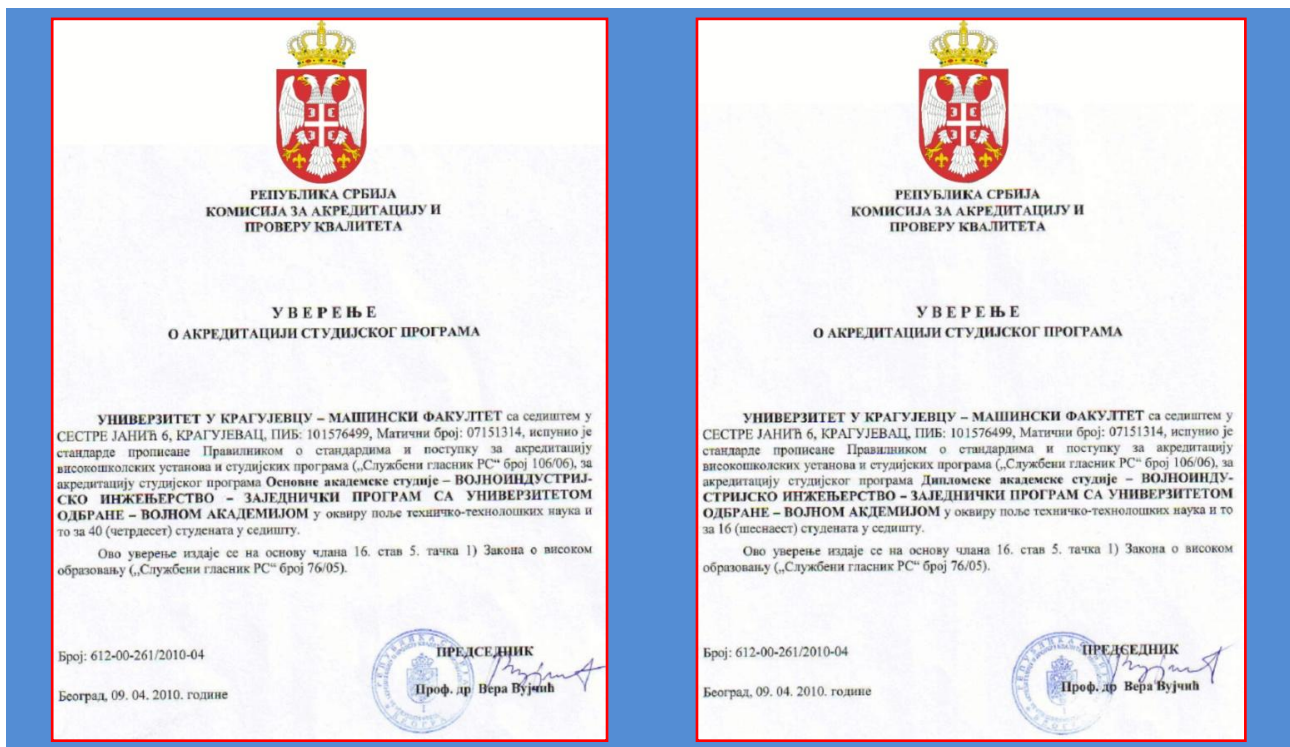 РЕПУБЛИКА СРБИЈА
КОМИСИЈА ЗА АКРЕДИТАЦИЈУ И
ПРОВЕРУ КВАЛИТЕТА
У В Е Р Е Њ Е
О АКРЕДИТАЦИЈИ СТУДИЈСКОГ ПРОГРАМА
УНИВЕРЗИТЕТ У КРАГУЈЕВЦУ – МАШИНСКИ ФАКУЛТЕТ са седиштем у
СЕСТРЕ ЈАНИЋ 6, КРАГУЈЕВАЦ, ПИБ: 101576499, Матични број: 07151314, испунио је
стандарде прописане Правилником о стандардима и поступку за акредитацију
високошколских установа и студијских програма („Службени гласник РС“ број 106/06), за
акредитацију студијског програма Основне академске студије – ВОЈНОИНДУСТРИЈ-
СКО ИНЖЕЊЕРСТВО – ЗАЈЕДНИЧКИ ПРОГРАМ СА УНИВЕРЗИТЕТОМ
ОДБРАНЕ – ВОЈНОМ АКАДЕМИЈОМ у оквиру поље техничко-технолошких наука и
то за 40 (четрдесет) студената у седишту.
Ово уверење издаје се на основу члана 16. став 5. тачка 1) Закона о високом
образовању („Службени гласник РС“ број 76/05).
Број: 612-00-261/2010-04
ПРЕДСЕДНИК
Београд, 09. 04. 2010. године
Проф. др Вера Вујчић
РЕПУБЛИКА СРБИЈА
КОМИСИЈА ЗА АКРЕДИТАЦИЈУ И
ПРОВЕРУ КВАЛИТЕТА
У В Е Р Е Њ Е
О АКРЕДИТАЦИЈИ СТУДИЈСКОГ ПРОГРАМА
УНИВЕРЗИТЕТ У КРАГУЈЕВЦУ – МАШИНСКИ ФАКУЛТЕТ са седиштем у
СЕСТРЕ ЈАНИЋ 6, КРАГУЈЕВАЦ, ПИБ: 101576499, Матични број: 07151314, испунио је
стандарде прописане Правилником о стандардима и поступку за акредитацију
високошколских установа и студијских програма („Службени гласник РС“ број 106/06), за
акредитацију студијског програма Дипломске академске студије – ВОЈНОИНДУ-
СТРИЈСКО ИНЖЕЊЕРСТВО – ЗАЈЕДНИЧКИ ПРОГРАМ СА УНИВЕРЗИТЕТОМ
ОДБРАНЕ – ВОЈНОМ АКДЕМИЈОМ у оквиру поље техничко-технолошких наука и то
за 16 (шеснаест) студената у седишту.
Ово уверење издаје се на основу члана 16. став 5. тачка 1) Закона о високом
образовању („Службени гласник РС“ број 76/05).
Број: 612-00-261/2010-04
ПРЕДСЕДНИК
Београд, 09. 04. 2010. године
Проф. др Вера Вујчић